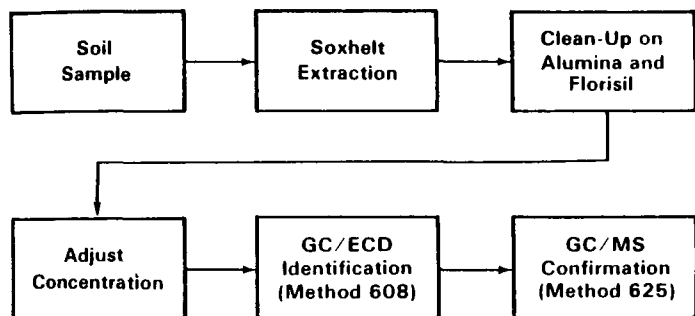 Soil
Sample
Soxhelt
Extraction
Clean-Up on
Alumina and
Florisil
Adjust
Concentration
GC/ECD
Identification
(Method 608)
GC/MS
Confirmation
(Method 625)